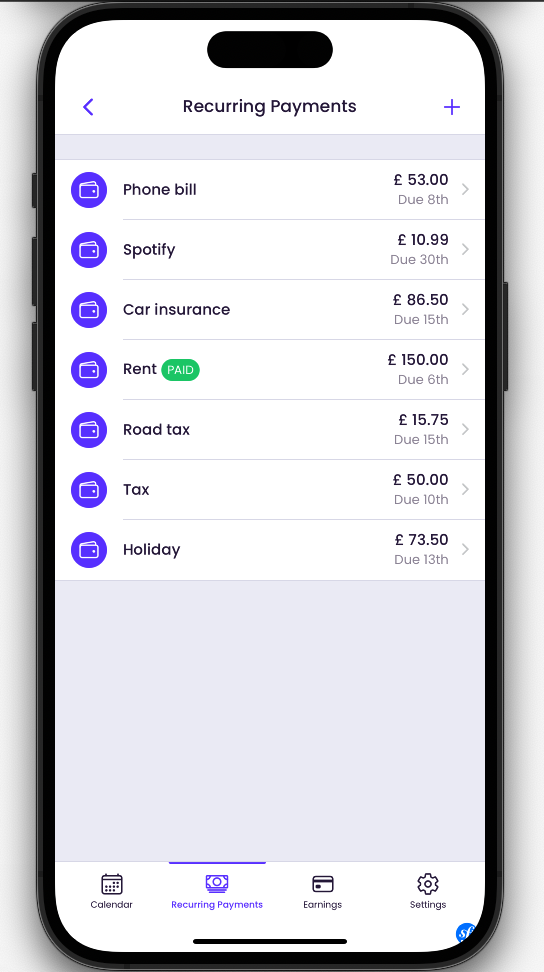 Recurring Payments
Phone bill
£ 53.00
Due 8th
Spotify
£ 10.99
Due 30th
Car insurance
£ 86.50
Due 15th
Rent PAID
£ 150.00
Due 6th
Road tax
£ 15.75
Due 15th
Tax
£ 50.00
Due 10th
Holiday
£ 73.50
Due 13th
Calendar
Recurring Payments
Earnings
Settings
sf